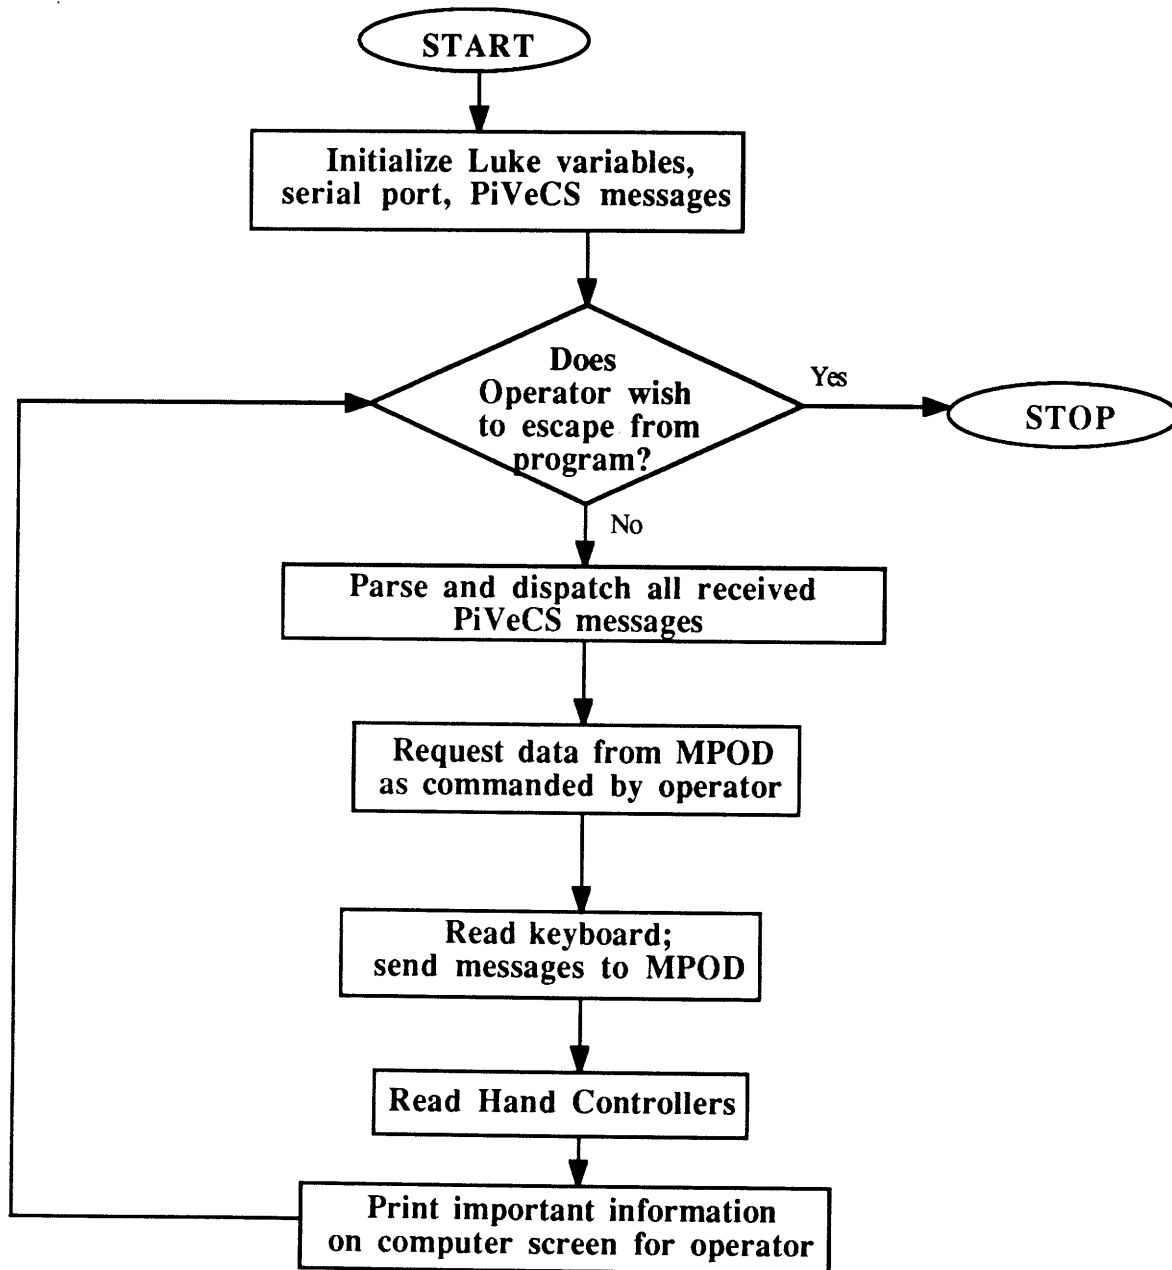 START
Initialize Luke variables,
serial port, PiVeCS messages
Does
Operator wish
to escape from
program?
Yes
STOP
No
Parse and dispatch all received
PiVeCS messages
Request data from MPOD
as commanded by operator
Read keyboard;
send messages to MPOD
Read Hand Controllers
Print important information
on computer screen for operator